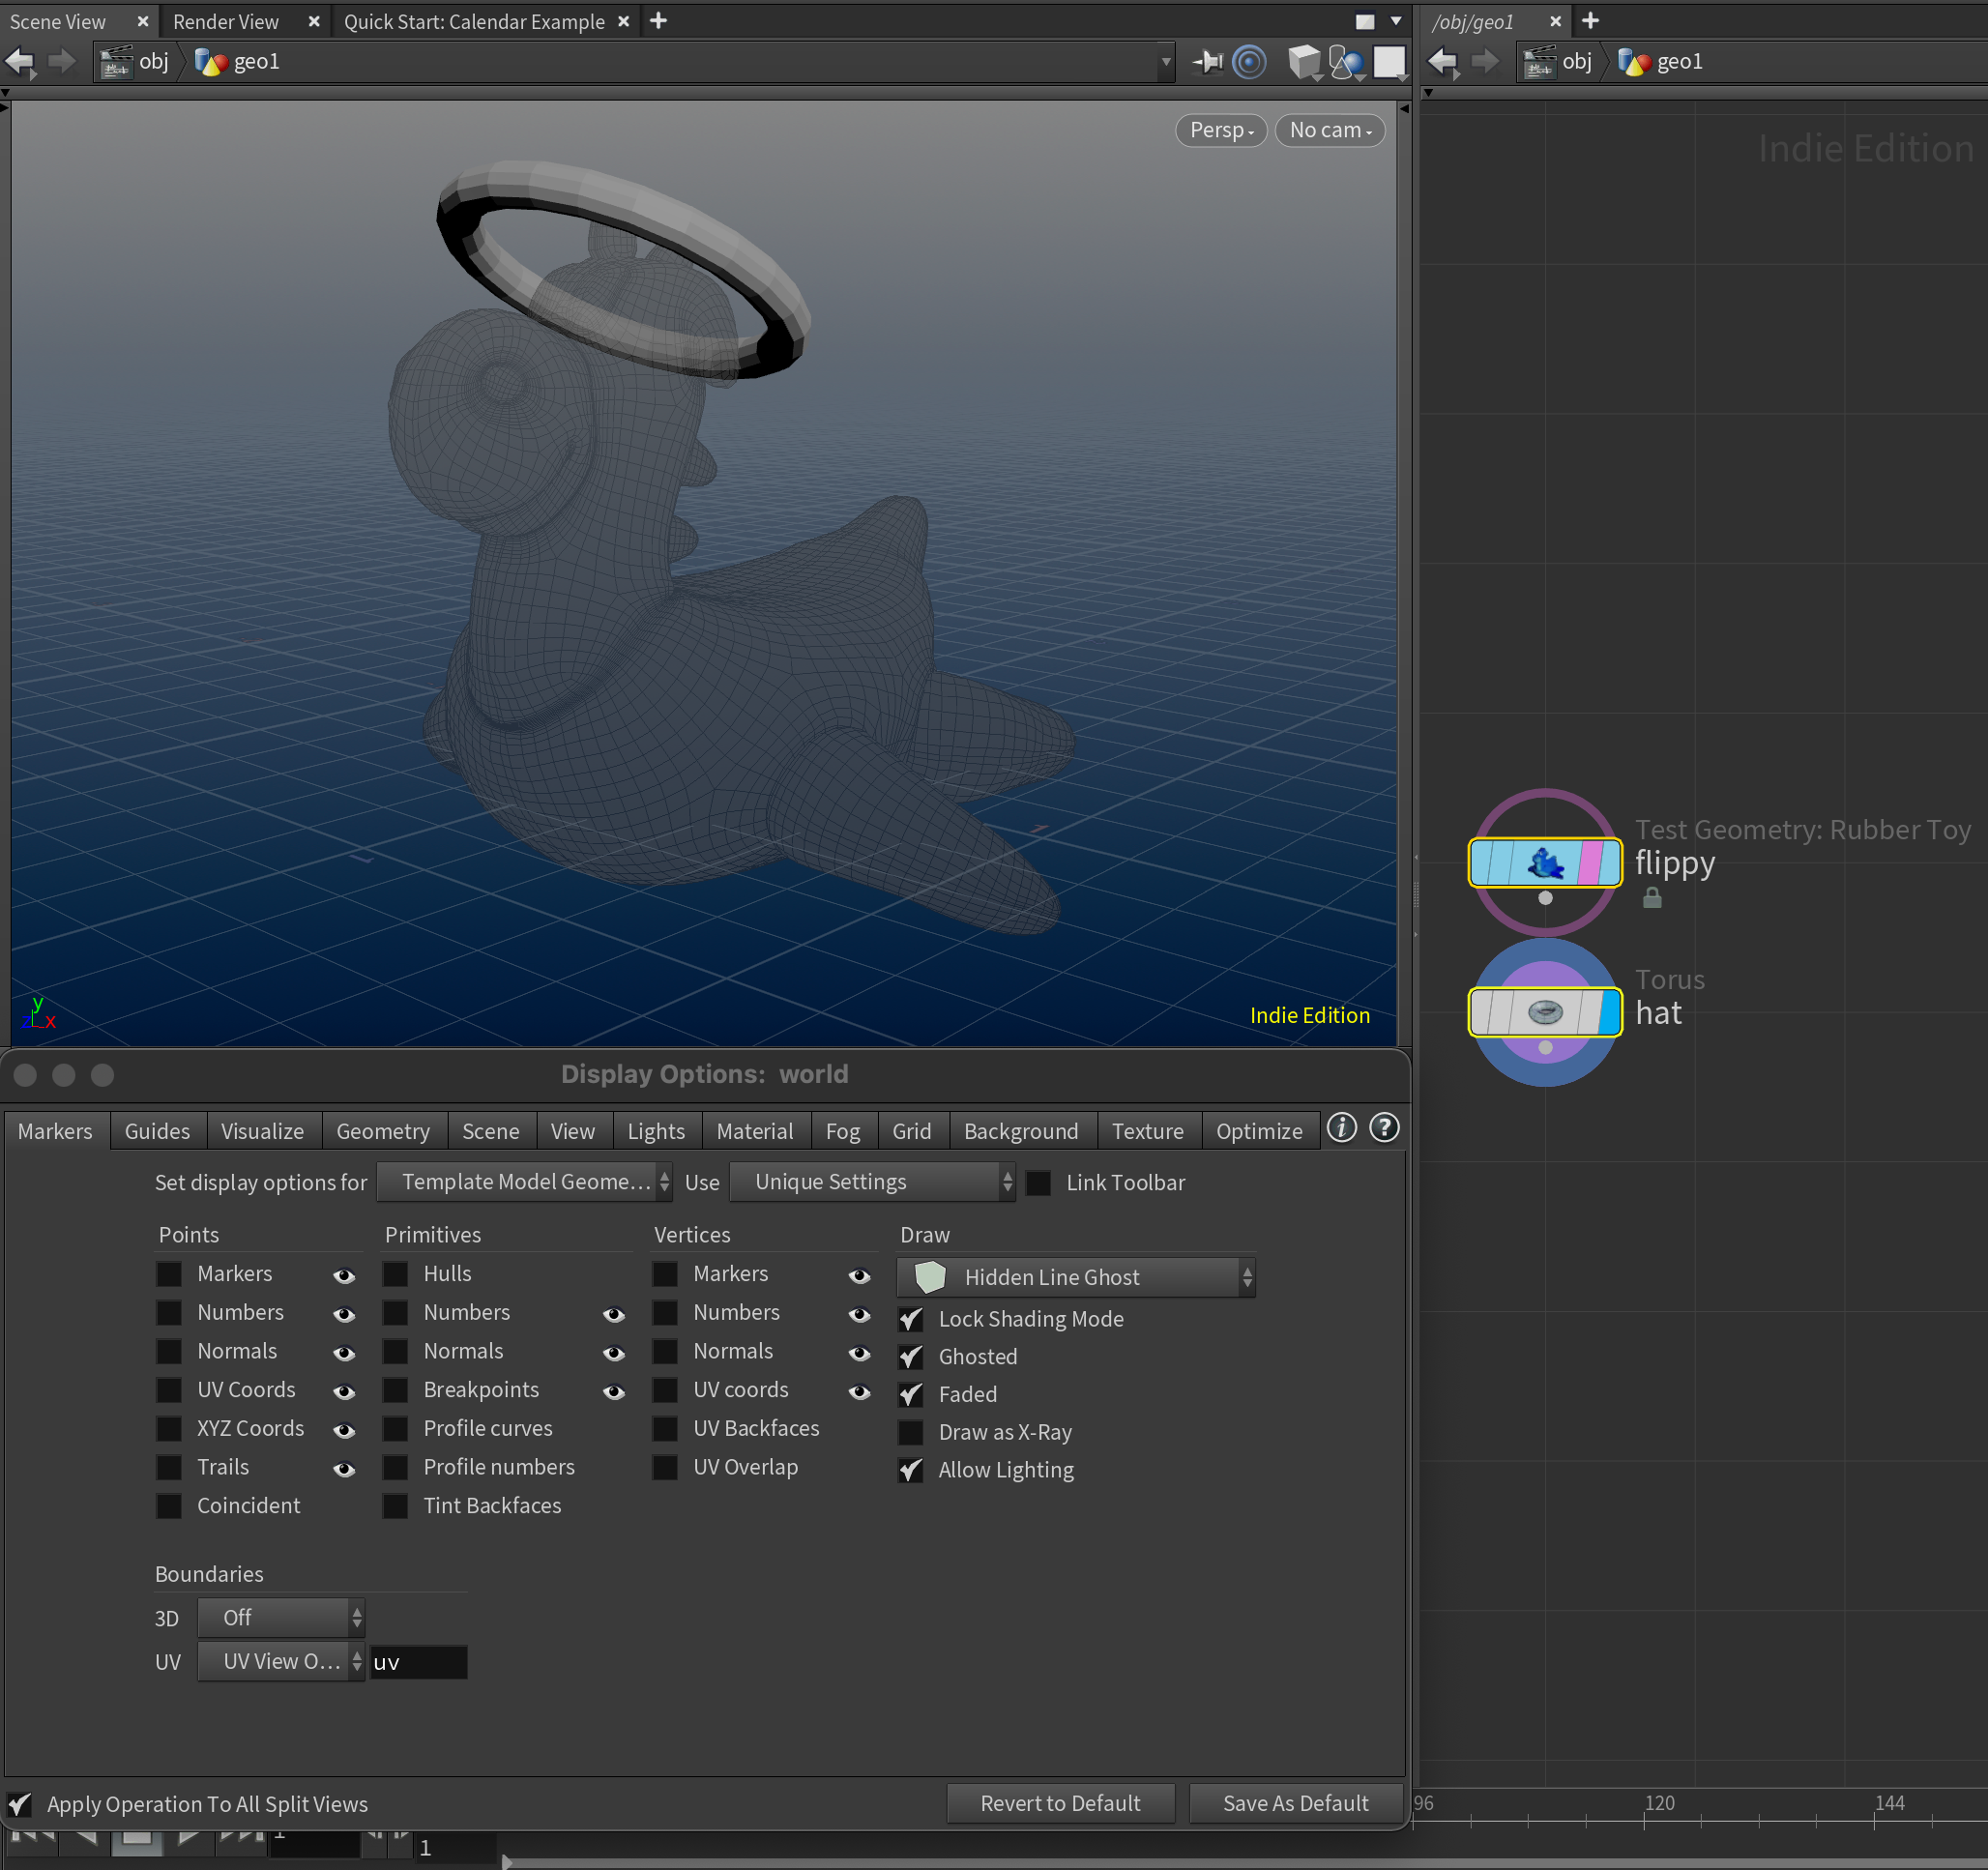 Scene View
Render View
Quick Start: Calendar Example
/obj/geo1
obj
geo1
obj
geo1
Persp
No cam
Indie Edition
y
z
x
Indie Edition
Test Geometry: Rubber Toy
flippy
Torus
hat
Display Options: world
Markers
Guides
Visualize
Geometry
Scene
View
Lights
Material
Fog
Grid
Background
Texture
Optimize
Set display options for
Template Model Geome...
Use
Unique Settings
Link Toolbar
Points
Markers
Numbers
Normals
UV Coords
XYZ Coords
Trails
Coincident
Primitives
Hulls
Numbers
Normals
Breakpoints
Profile curves
Profile numbers
Tint Backfaces
Vertices
Markers
Numbers
Normals
UV coords
UV Backfaces
UV Overlap
Draw
Hidden Line Ghost
Lock Shading Mode
Ghosted
Faded
Draw as X-Ray
Allow Lighting
Boundaries
3D
Off
UV
UV View O...
uv
Apply Operation To All Split Views
Revert to Default
Save As Default
96
120
144
1